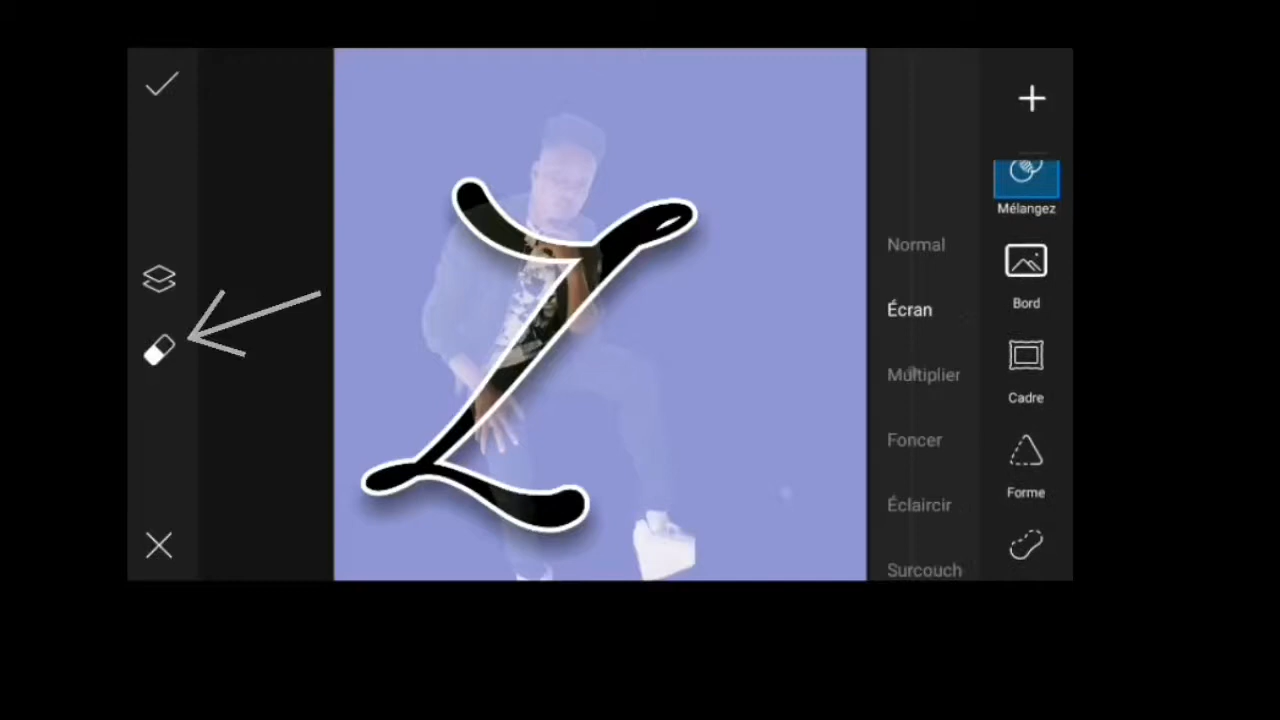 Mélangez
Normal
Bord
Écran
Multiplier
Cadre
Foncer
Forme
Éclaircir
Surcouch